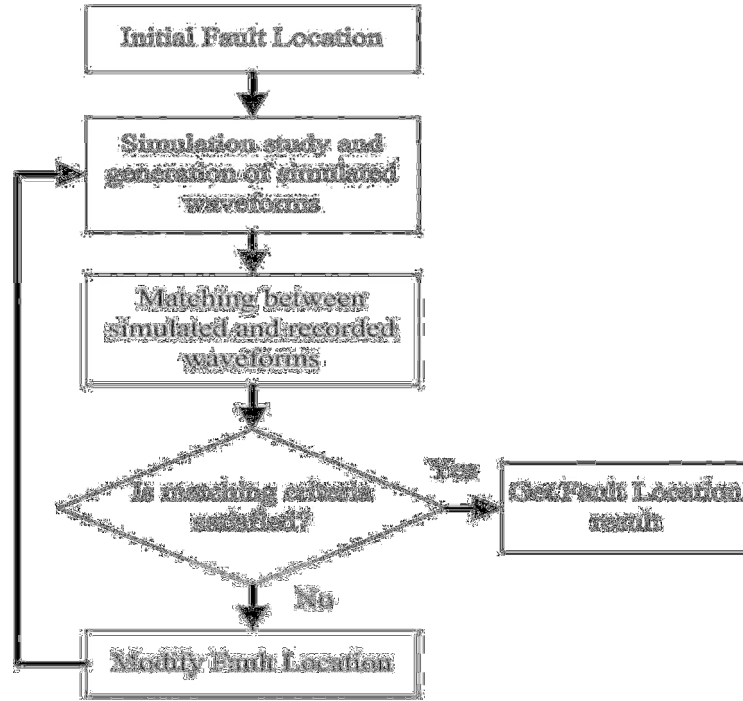 Initial Fault Location
Simulation study and
generation of simulated
waveforms
Matching between
simulated and recorded
waveforms
Is matching criteria
satisfied?
Yes
Get Fault Location
result
No
Modify Fault Location